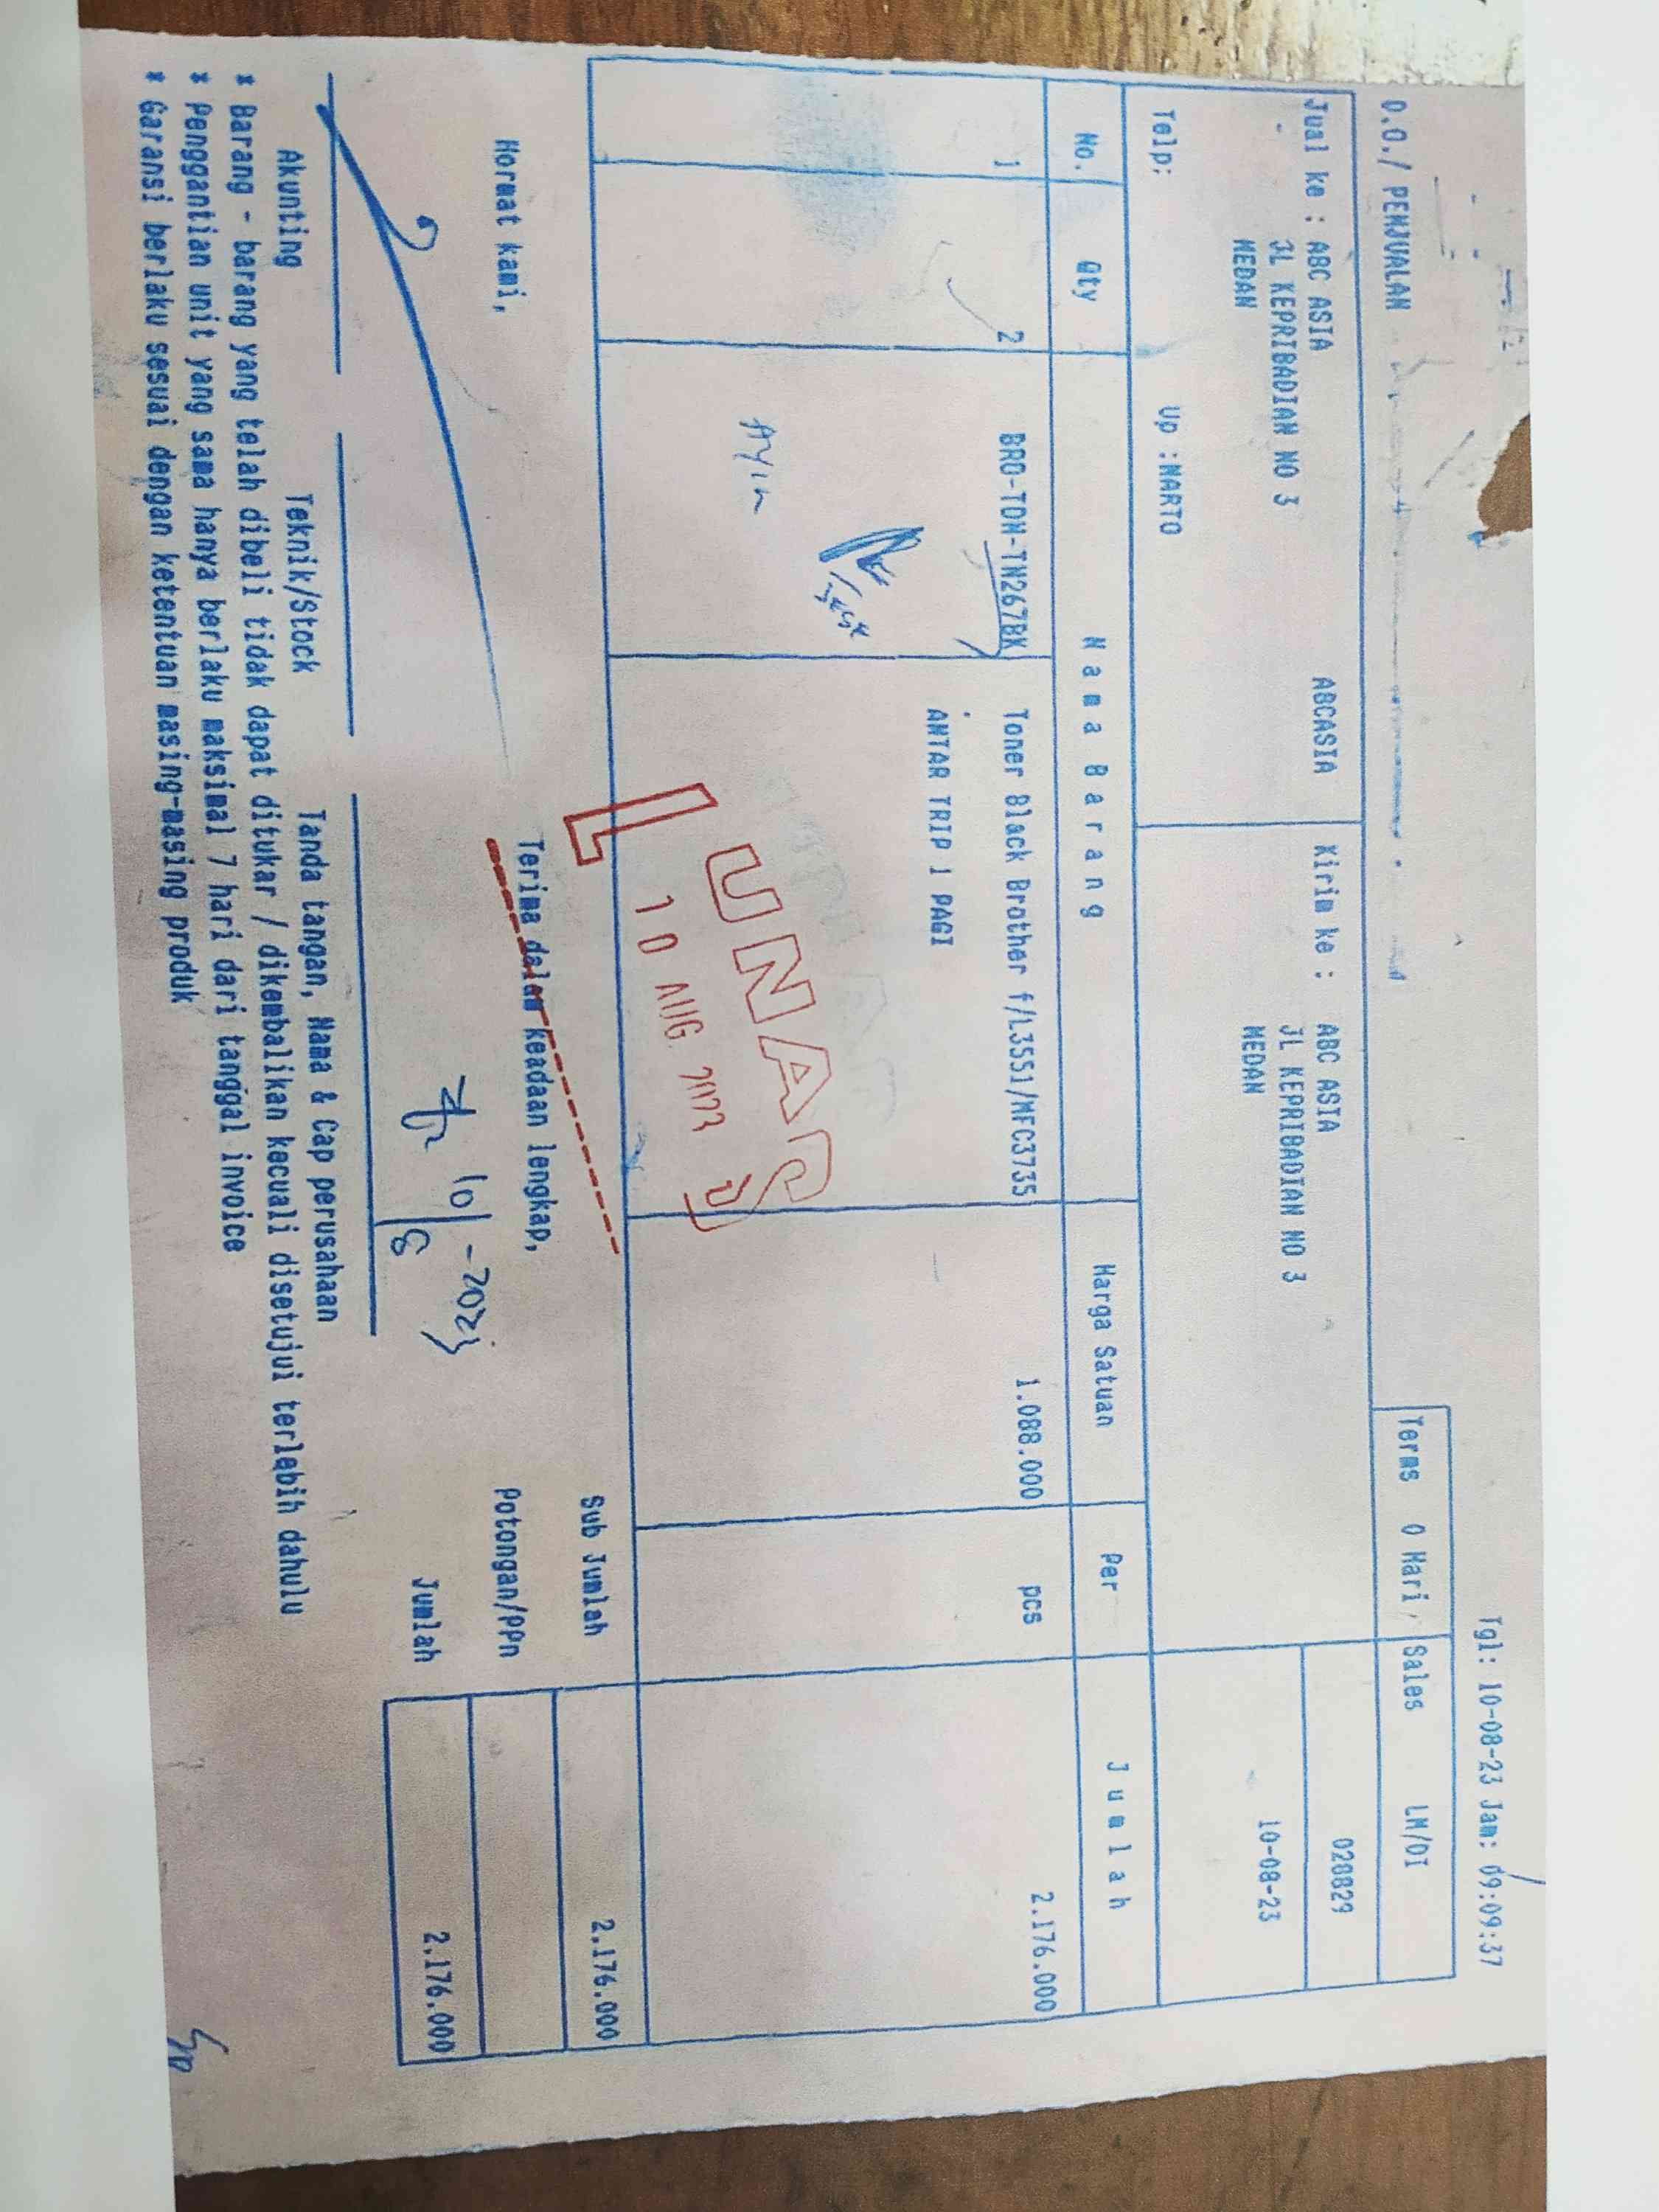 Tgl: 10-08-23 Jam: 09:09:37
D.O./ PENJUALAN
Terms 0 Hari Sales LM/DI
Jual ke : ABC ASIA ABCASIA Kirim ke : ABC ASIA 020829
JL KEPRIBADIAN NO 3 JL KEPRIBADIAN NO 3 10-08-23
MEDAN MEDAN
Telp: Up :NARTO
No. Qty Nama Barang Harga Satuan Per Jumlah
1 2 BRO-TDN-TN267BK Toner Black Brother f/L3551/MFC3735 1.088.000 pcs 2.176.000
ANTAR TRIP 1 PAGI
LUNAS
10 AUG 2023
Sub Jumlah 2.176.000
Hormat kami, Terima dalam keadaan lengkap, Potongan/PPn
Jumlah 2.176.000
10/8-2023
Akunting Teknik/Stock Tanda tangan, Nama & Cap perusahaan
* Barang - barang yang telah dibeli tidak dapat ditukar / dikembalikan kecuali disetujui terlebih dahulu
* Penggantian unit yang sama hanya berlaku maksimal 7 hari dari tanggal invoice
* Garansi berlaku sesuai dengan ketentuan masing-masing produk